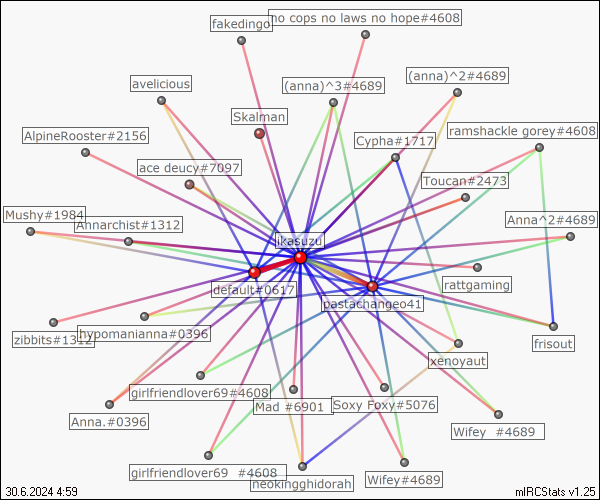 no cops no laws no hope#4608
fakedingo
(anna)^2#4689
avelicious
(anna)^3#4689
Skalman
ramshackle gorey#4608
AlpineRooster#2156
Cypha#1717
ace deucy#7097
Toucan#2473
Mushy#1984
Annarchist#1312
Anna^2#4689
ikasuzu
default#0617
rattgaming
pastachangeo41
hypomanianna#0396
zibbits#1312
frisout
xenoyaut
girlfriendlover69#4608
Mad #6901
Soxy Foxy#5076
Anna.#0396
Wifey #4689
girlfriendlover69 #4608
neokingghidorah
Wifey#4689
30.6.2024 4:59
mIRCStats v1.25